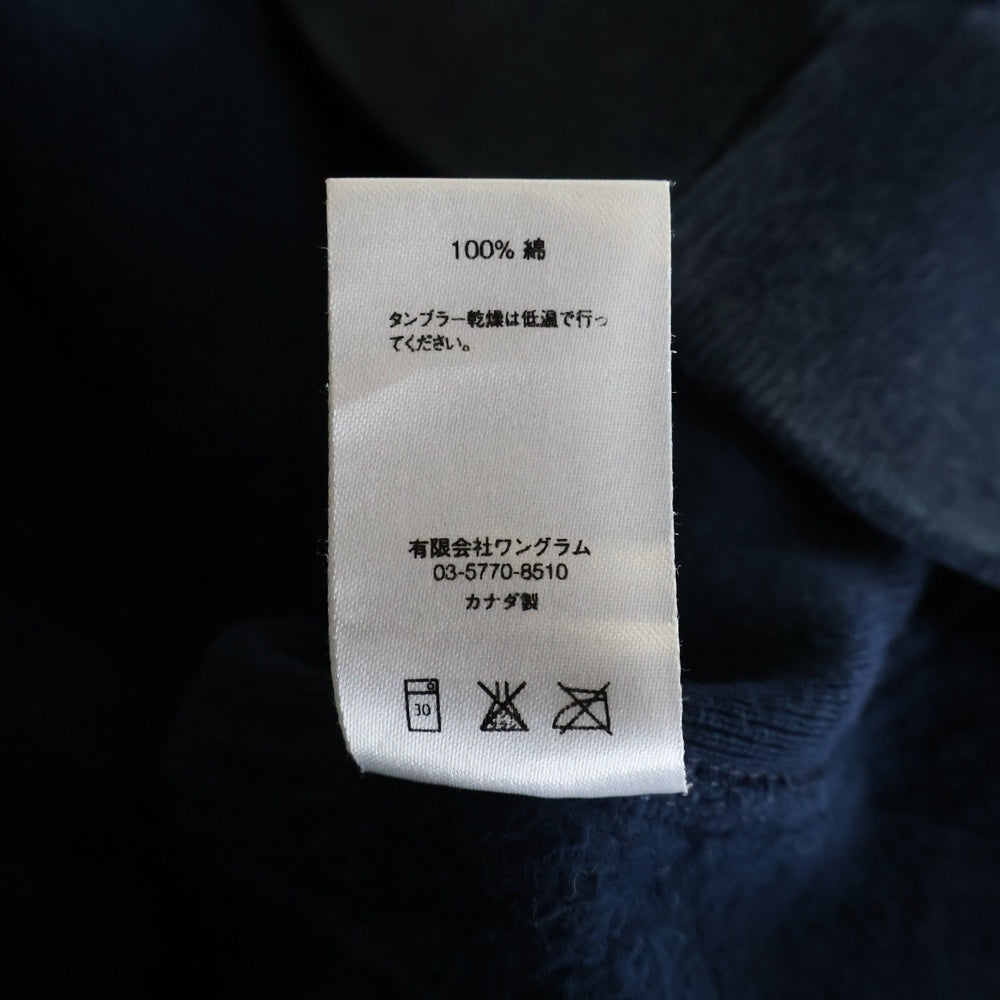 100% 綿
タンブラー乾燥は低温で行っ
てください。
有限会社ワングラム
03-5770-8510
カナダ製
30